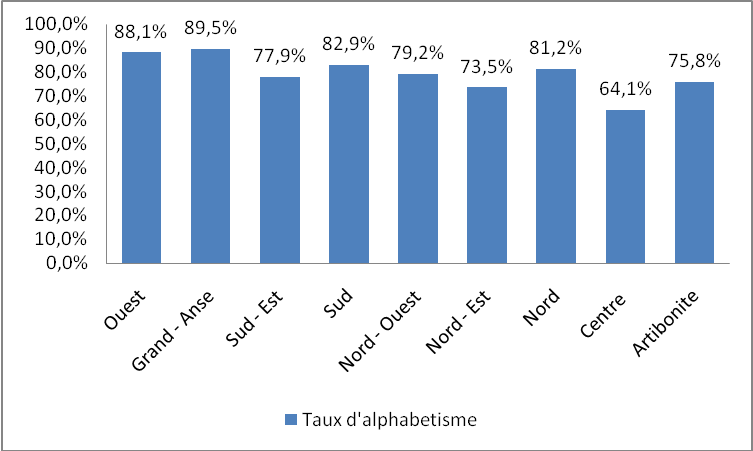 100,0%
90,0%
80,0%
70,0%
60,0%
50,0%
40,0%
30,0%
20,0%
10,0%
0,0%
88,1%
89,5%
77,9%
82,9%
79,2%
73,5%
81,2%
64,1%
75,8%
Ouest
Grand - Anse
Sud - Est
Sud
Nord - Ouest
Nord - Est
Nord
Centre
Artibonite
Taux d'alphabetisme